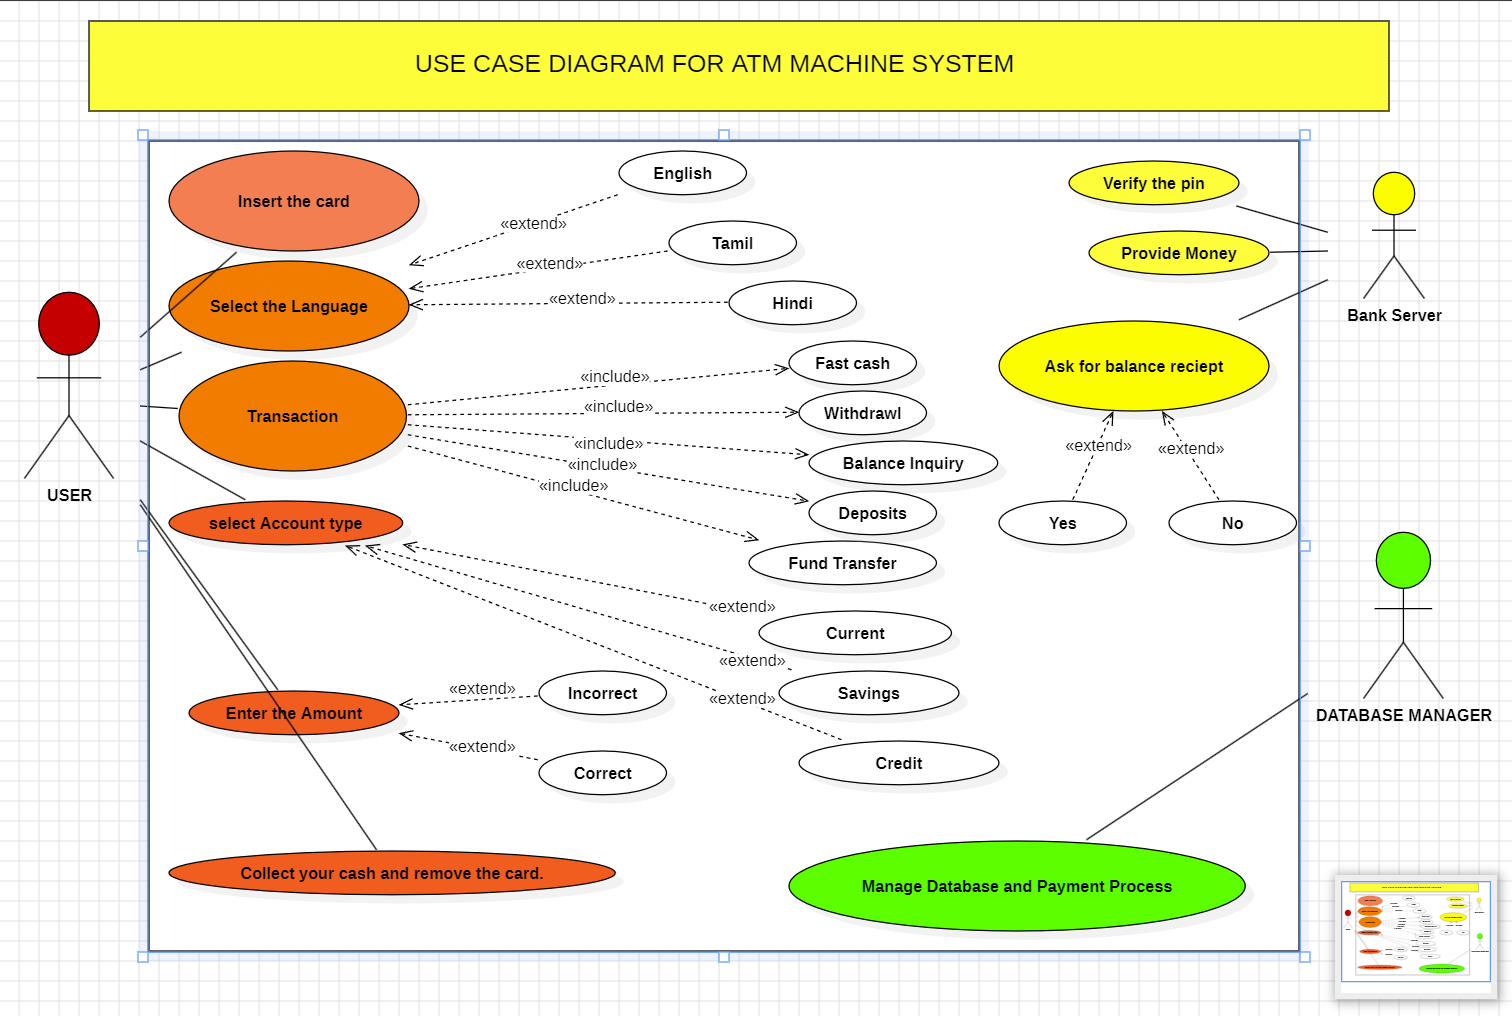 USE CASE DIAGRAM FOR ATM MACHINE SYSTEM
Insert the card
English
«extend»
Tamil
«extend»
Select the Language
Hindi
«extend»
Verify the pin
Provide Money
Bank Server
Transaction
«include»
Fast cash
«include»
Withdrawl
«include»
Balance Inquiry
«include»
Deposits
«include»
Fund Transfer
Ask for balance reciept
«extend»
«extend»
Yes
No
USER
select Account type
«extend»
Current
«extend»
Savings
«extend»
Credit
DATABASE MANAGER
Enter the Amount
«extend»
Incorrect
«extend»
Correct
Collect your cash and remove the card.
Manage Database and Payment Process